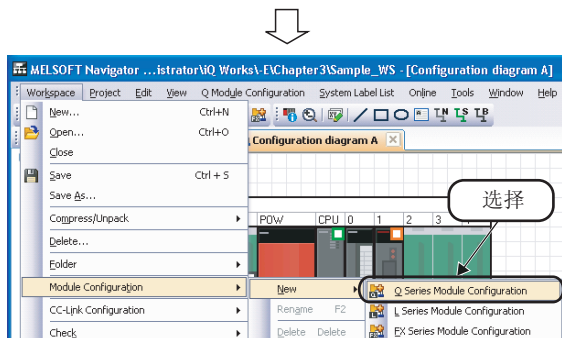 MELSOFT Navigator ...istrator\iQ Works\-E\Chapter3\Sample_WS - [Configuration diagram A]
Workspace Project Edit View Q Module Configuration System Label List Online Tools Window Help
New... Ctrl+N
Open... Ctrl+O
Close
Configuration diagram A
Save Ctrl + S
Save As...
选择
Compress/Unpack
POW CPU 0 1 2 3
Delete...
Folder
Module Configuration
New
Q Series Module Configuration
CC-Link Configuration
Rename F2
L Series Module Configuration
Check
Delete Delete
FX Series Module Configuration